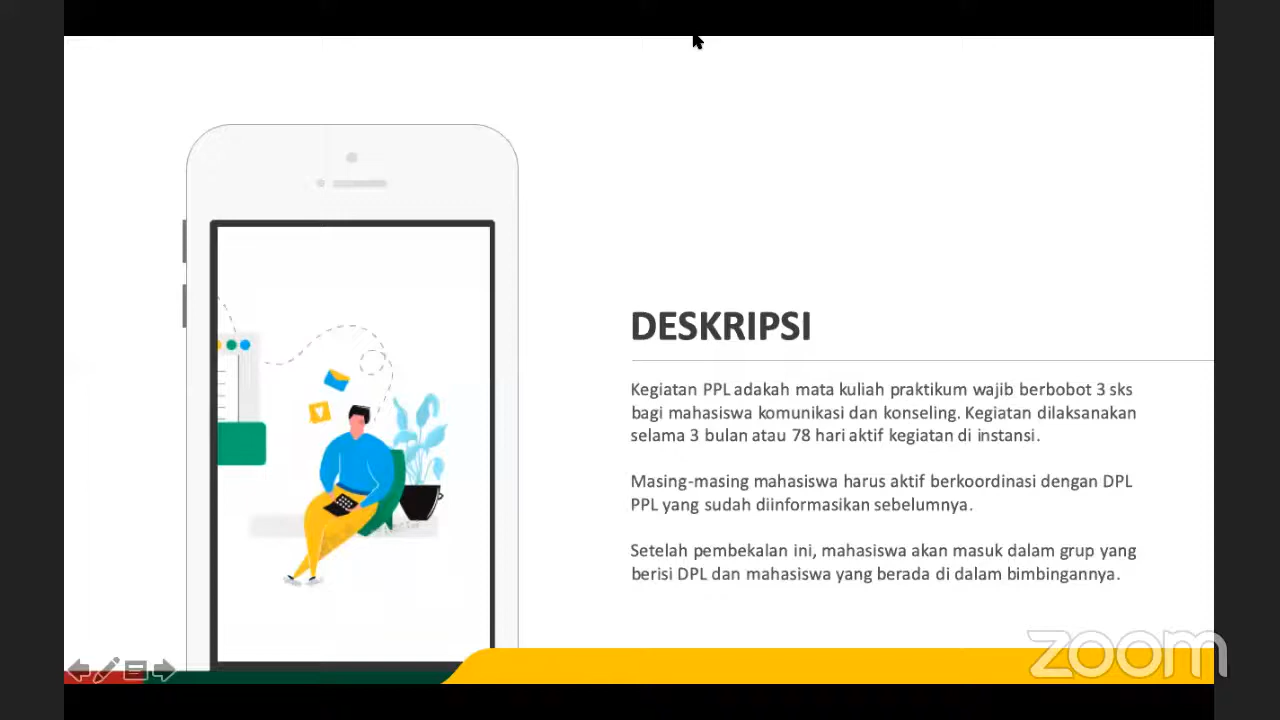 DESKRIPSI
Kegiatan PPL adakah mata kuliah praktikum wajib berbobot 3 sks
bagi mahasiswa komunikasi dan konseling. Kegiatan dilaksanakan
selama 3 bulan atau 78 hari aktif kegiatan di instansi.
Masing-masing mahasiswa harus aktif berkoordinasi dengan DPL
PPL yang sudah diinformasikan sebelumnya.
Setelah pembekalan ini, mahasiswa akan masuk dalam grup yang
berisi DPL dan mahasiswa yang berada di dalam bimbingannya.
zoom